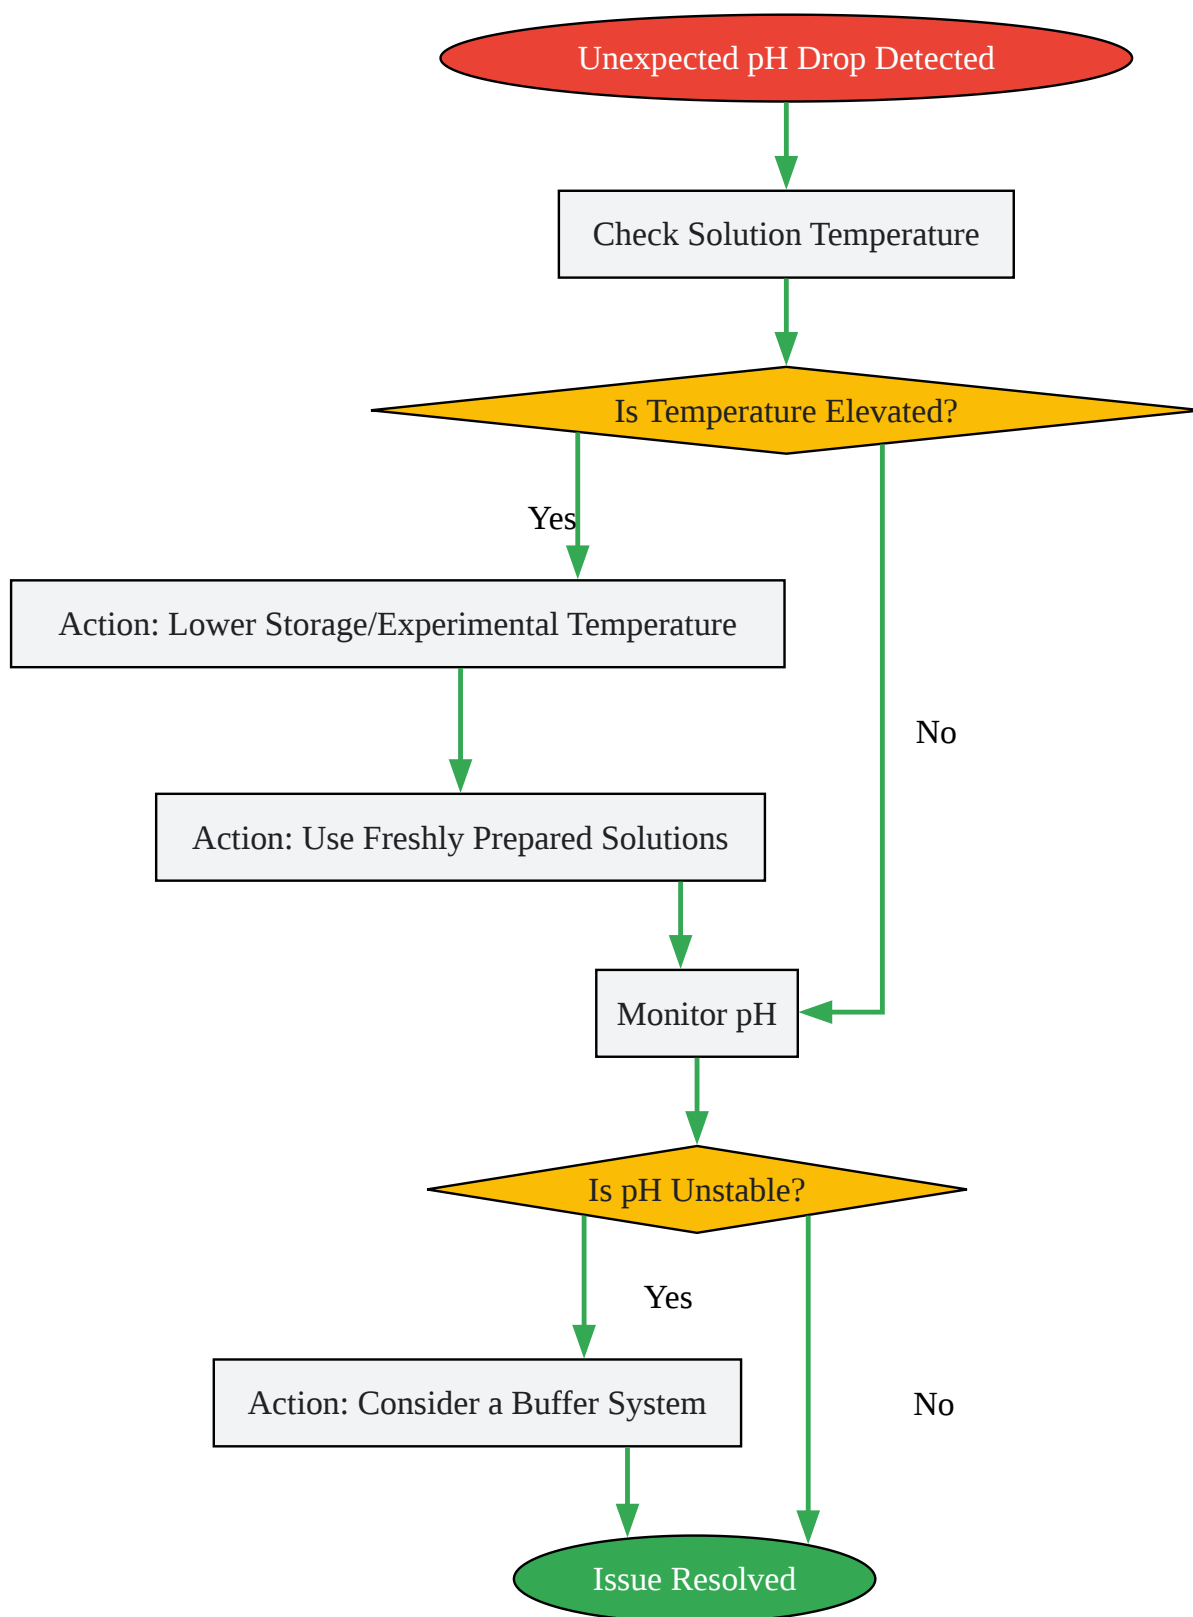 Unexpected pH Drop Detected
Check Solution Temperature
Is Temperature Elevated?
Yes
Action: Lower Storage/Experimental Temperature
No
Action: Use Freshly Prepared Solutions
Monitor pH
Is pH Unstable?
Yes
Action: Consider a Buffer System
No
Issue Resolved